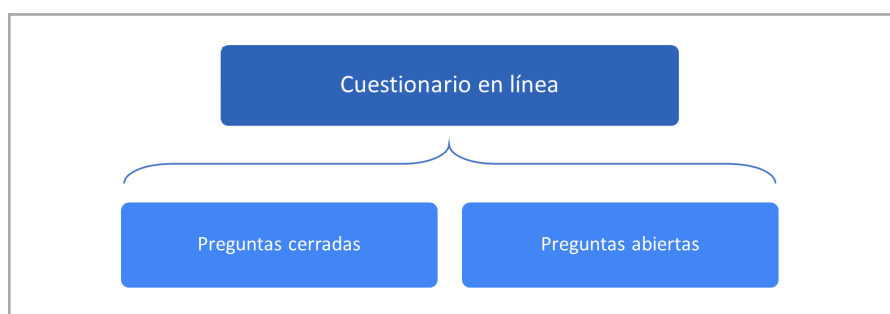 Cuestionario en línea
Preguntas cerradas
Preguntas abiertas